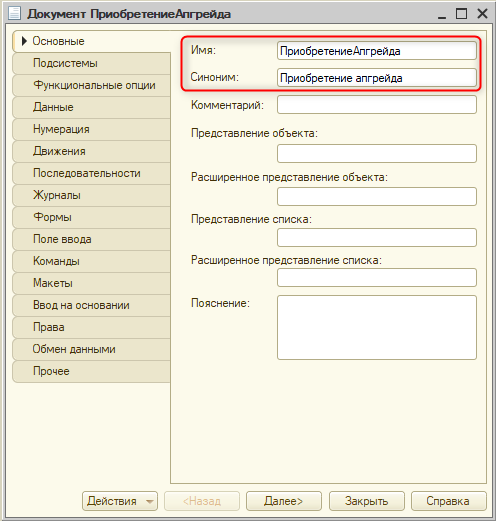 Документ ПриобретениеАпгрейда
Основные
Подсистемы
Функциональные опции
Данные
Нумерация
Движения
Последовательности
Журналы
Формы
Поле ввода
Команды
Макеты
Ввод на основании
Права
Обмен данными
Прочее
Имя: ПриобретениеАпгрейда
Синоним: Приобретение апгрейда
Комментарий:
Представление объекта:
Расширенное представление объекта:
Представление списка:
Расширенное представление списка:
Пояснение:
Действия <Назад Далее> Закрыть Справка